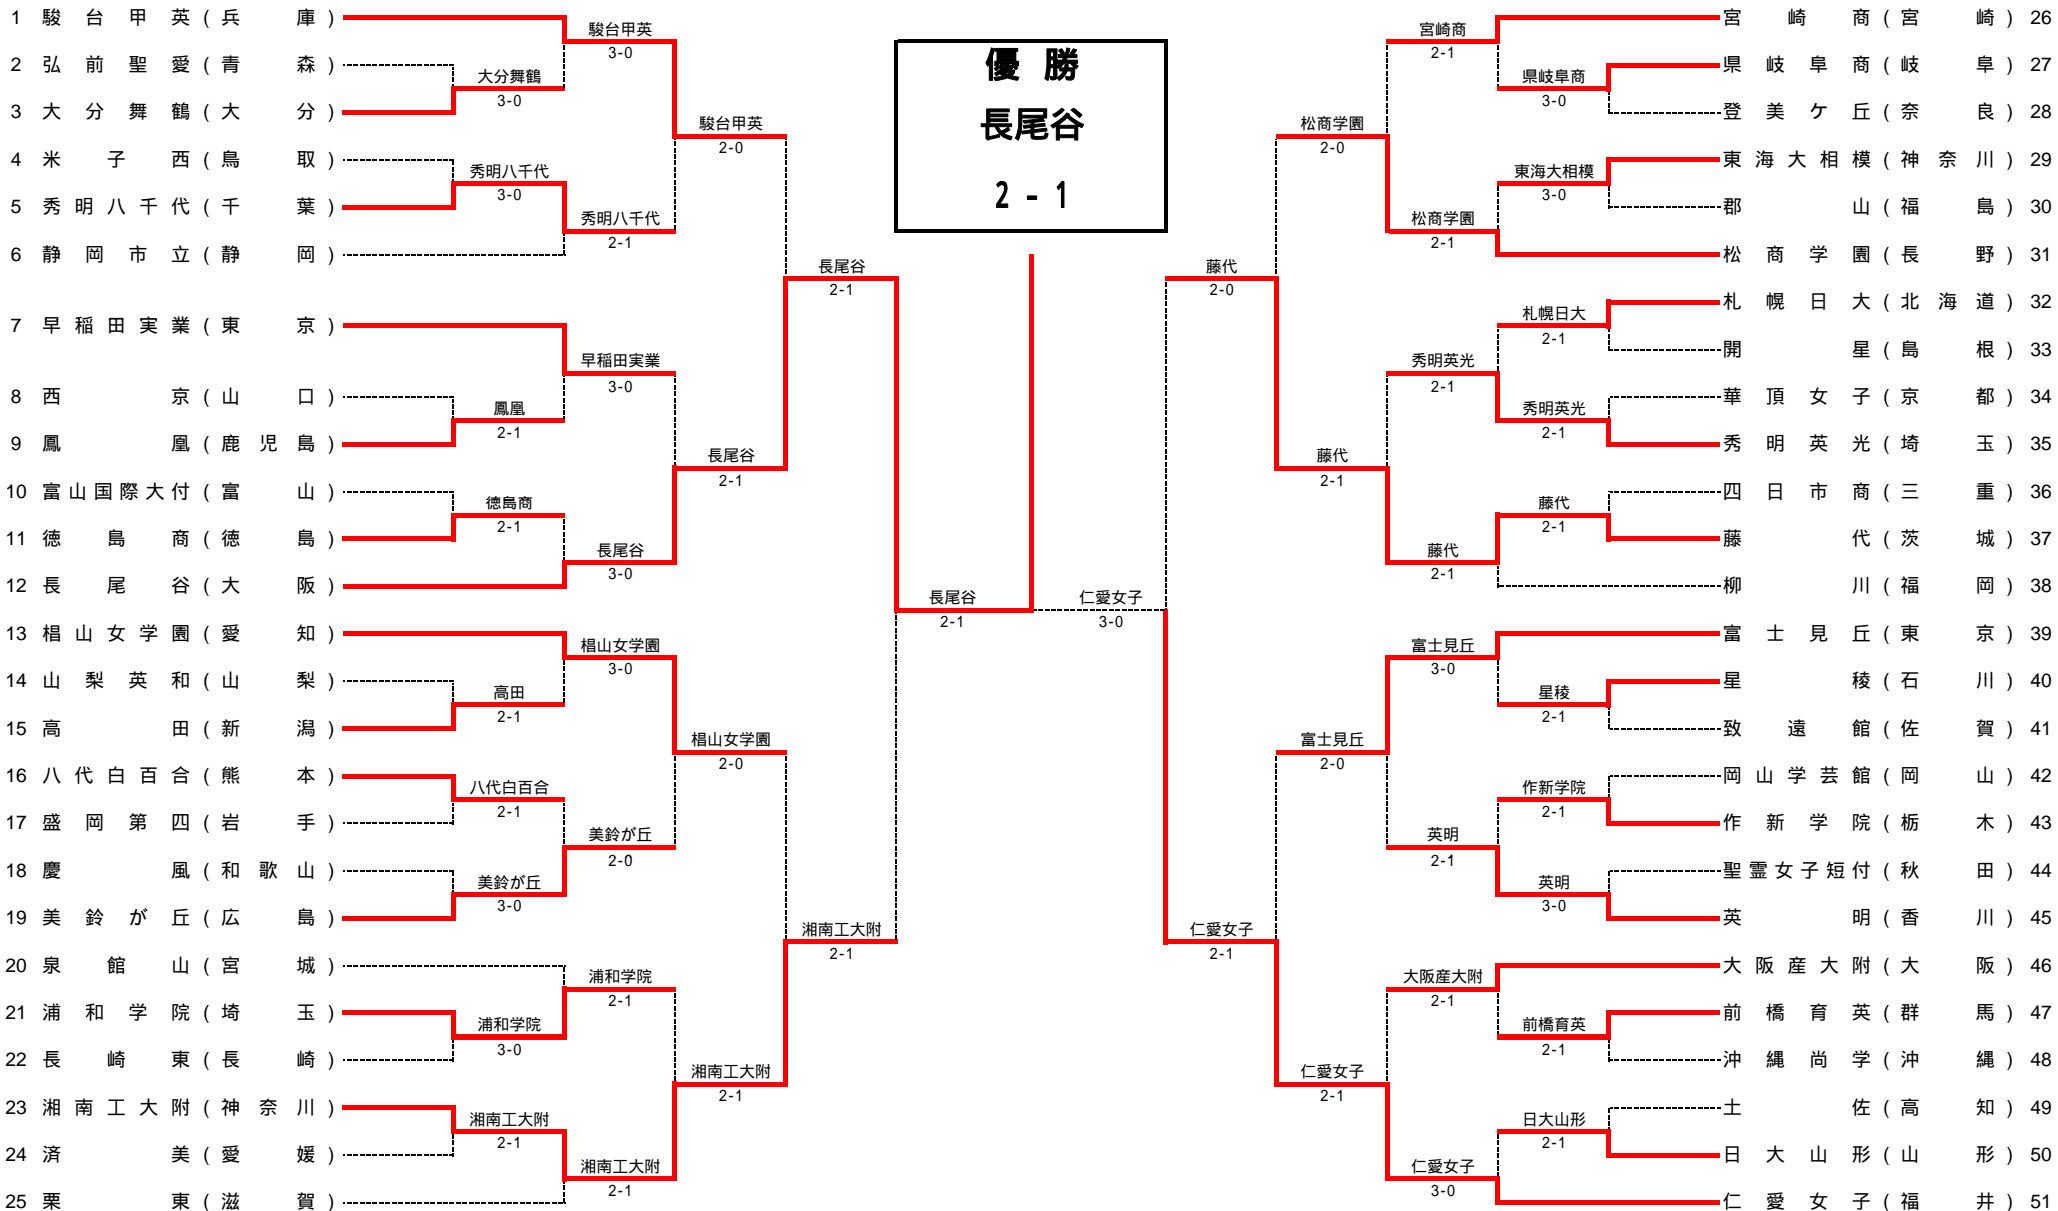 1 駿台甲英(兵庫)
2 弘前聖愛(青森)
3 大分舞鶴(大分)
4 米子西(鳥取)
5 秀明八千代(千葉)
6 静岡市立(静岡)
7 早稲田実業(東京)
8 西京(山口)
9 鳳凰(鹿児島)
10 富山国際大付(富山)
11 徳島商(徳島)
12 長尾谷(大阪)
13 椙山女学園(愛知)
14 山梨英和(山梨)
15 高田(新潟)
16 八代白百合(熊本)
17 盛岡第四(岩手)
18 慶風(和歌山)
19 美鈴が丘(広島)
20 泉館山(宮城)
21 浦和学院(埼玉)
22 長崎東(長崎)
23 湘南工大附(神奈川)
24 済美(愛媛)
25 栗東(滋賀)
大分舞鶴
3-0
秀明八千代
3-0
鳳凰
2-1
徳島商
2-1
高田
2-1
八代白百合
2-1
美鈴が丘
3-0
浦和学院
3-0
湘南工大附
2-1
駿台甲英
3-0
秀明八千代
2-1
早稲田実業
3-0
長尾谷
3-0
椙山女学園
3-0
美鈴が丘
2-0
浦和学院
2-1
湘南工大附
2-1
駿台甲英
2-0
長尾谷
2-1
椙山女学園
2-0
湘南工大附
2-1
長尾谷
2-1
湘南工大附
2-1
長尾谷
2-1
優勝
長尾谷
2-1
仁愛女子
3-0
藤代
2-0
仁愛女子
2-1
松商学園
2-0
藤代
2-1
富士見丘
2-0
仁愛女子
2-1
宮崎商
2-1
松商学園
2-1
秀明英光
2-1
藤代
2-1
富士見丘
3-0
英明
2-1
大阪産大附
2-1
仁愛女子
3-0
県岐阜商
3-0
東海大相模
3-0
札幌日大
2-1
秀明英光
2-1
藤代
2-1
星稜
2-1
作新学院
2-1
英明
3-0
前橋育英
2-1
日大山形
2-1
宮崎商(宮崎) 26
県岐阜商(岐阜) 27
登美ケ丘(奈良) 28
東海大相模(神奈川) 29
郡山(福島) 30
松商学園(長野) 31
札幌日大(北海道) 32
開星(島根) 33
華頂女子(京都) 34
秀明英光(埼玉) 35
四日市商(三重) 36
藤代(茨城) 37
柳川(福岡) 38
富士見丘(東京) 39
星稜(石川) 40
致遠館(佐賀) 41
岡山学芸館(岡山) 42
作新学院(栃木) 43
聖霊女子短付(秋田) 44
英明(香川) 45
大阪産大附(大阪) 46
前橋育英(群馬) 47
沖縄尚学(沖縄) 48
土佐(高知) 49
日大山形(山形) 50
仁愛女子(福井) 51